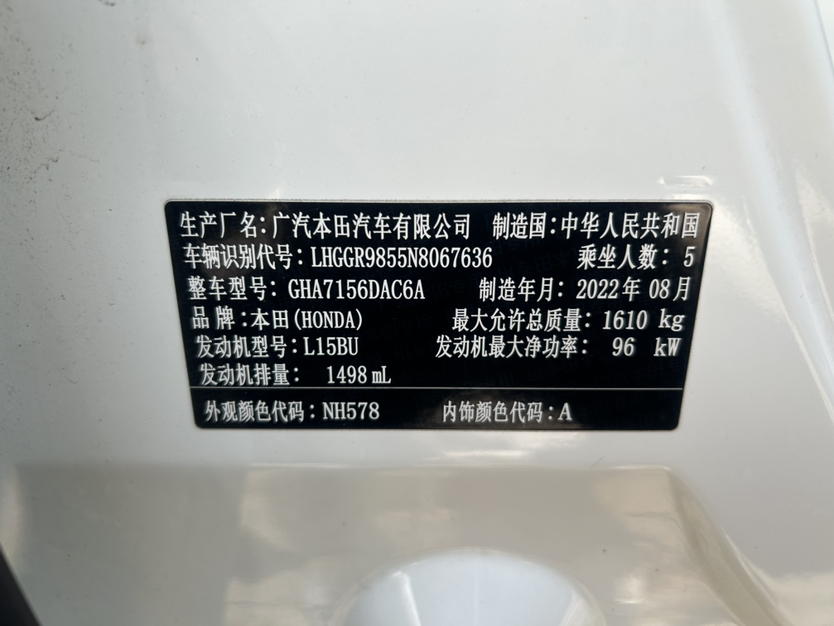 生产厂名:广汽本田汽车有限公司 制造国:中华人民共和国
车辆识别代号:LHGGR9855N8067636 乘坐人数:5
整车型号:GHA7156DAC6A 制造年月:2022年08月
品牌:本田(HONDA) 最大允许总质量:1610 kg
发动机型号:L15BU 发动机最大净功率: 96 kW
发动机排量: 1498 mL
外观颜色代码:NH578 内饰颜色代码:A